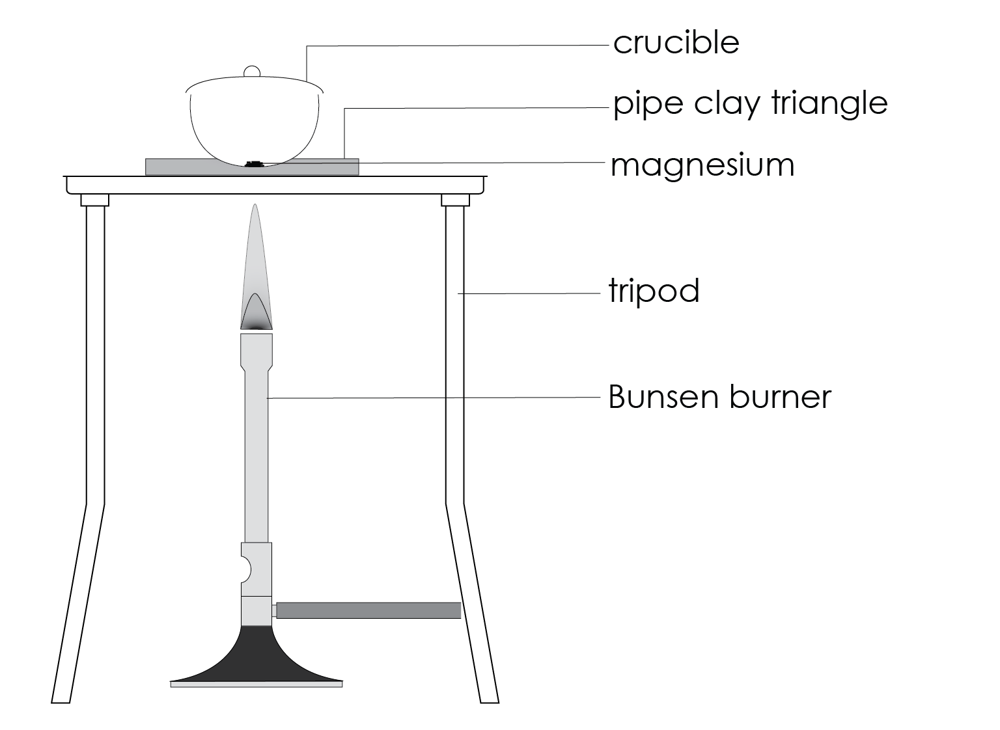 crucible
pipe clay triangle
magnesium
tripod
Bunsen burner